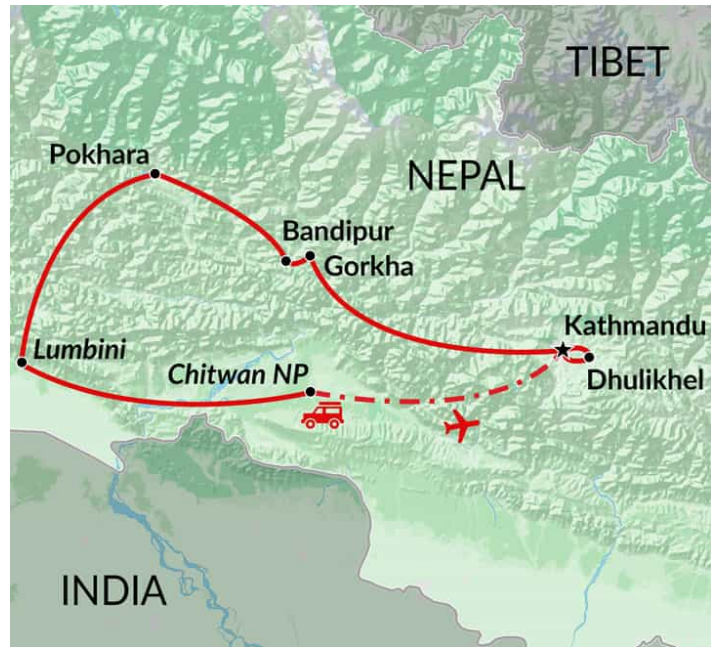 TIBET
Pokhara
NEPAL
Bandipur
Gorkha
Kathmandu
Lumbini
Chitwan NP
Dhulikhel
INDIA